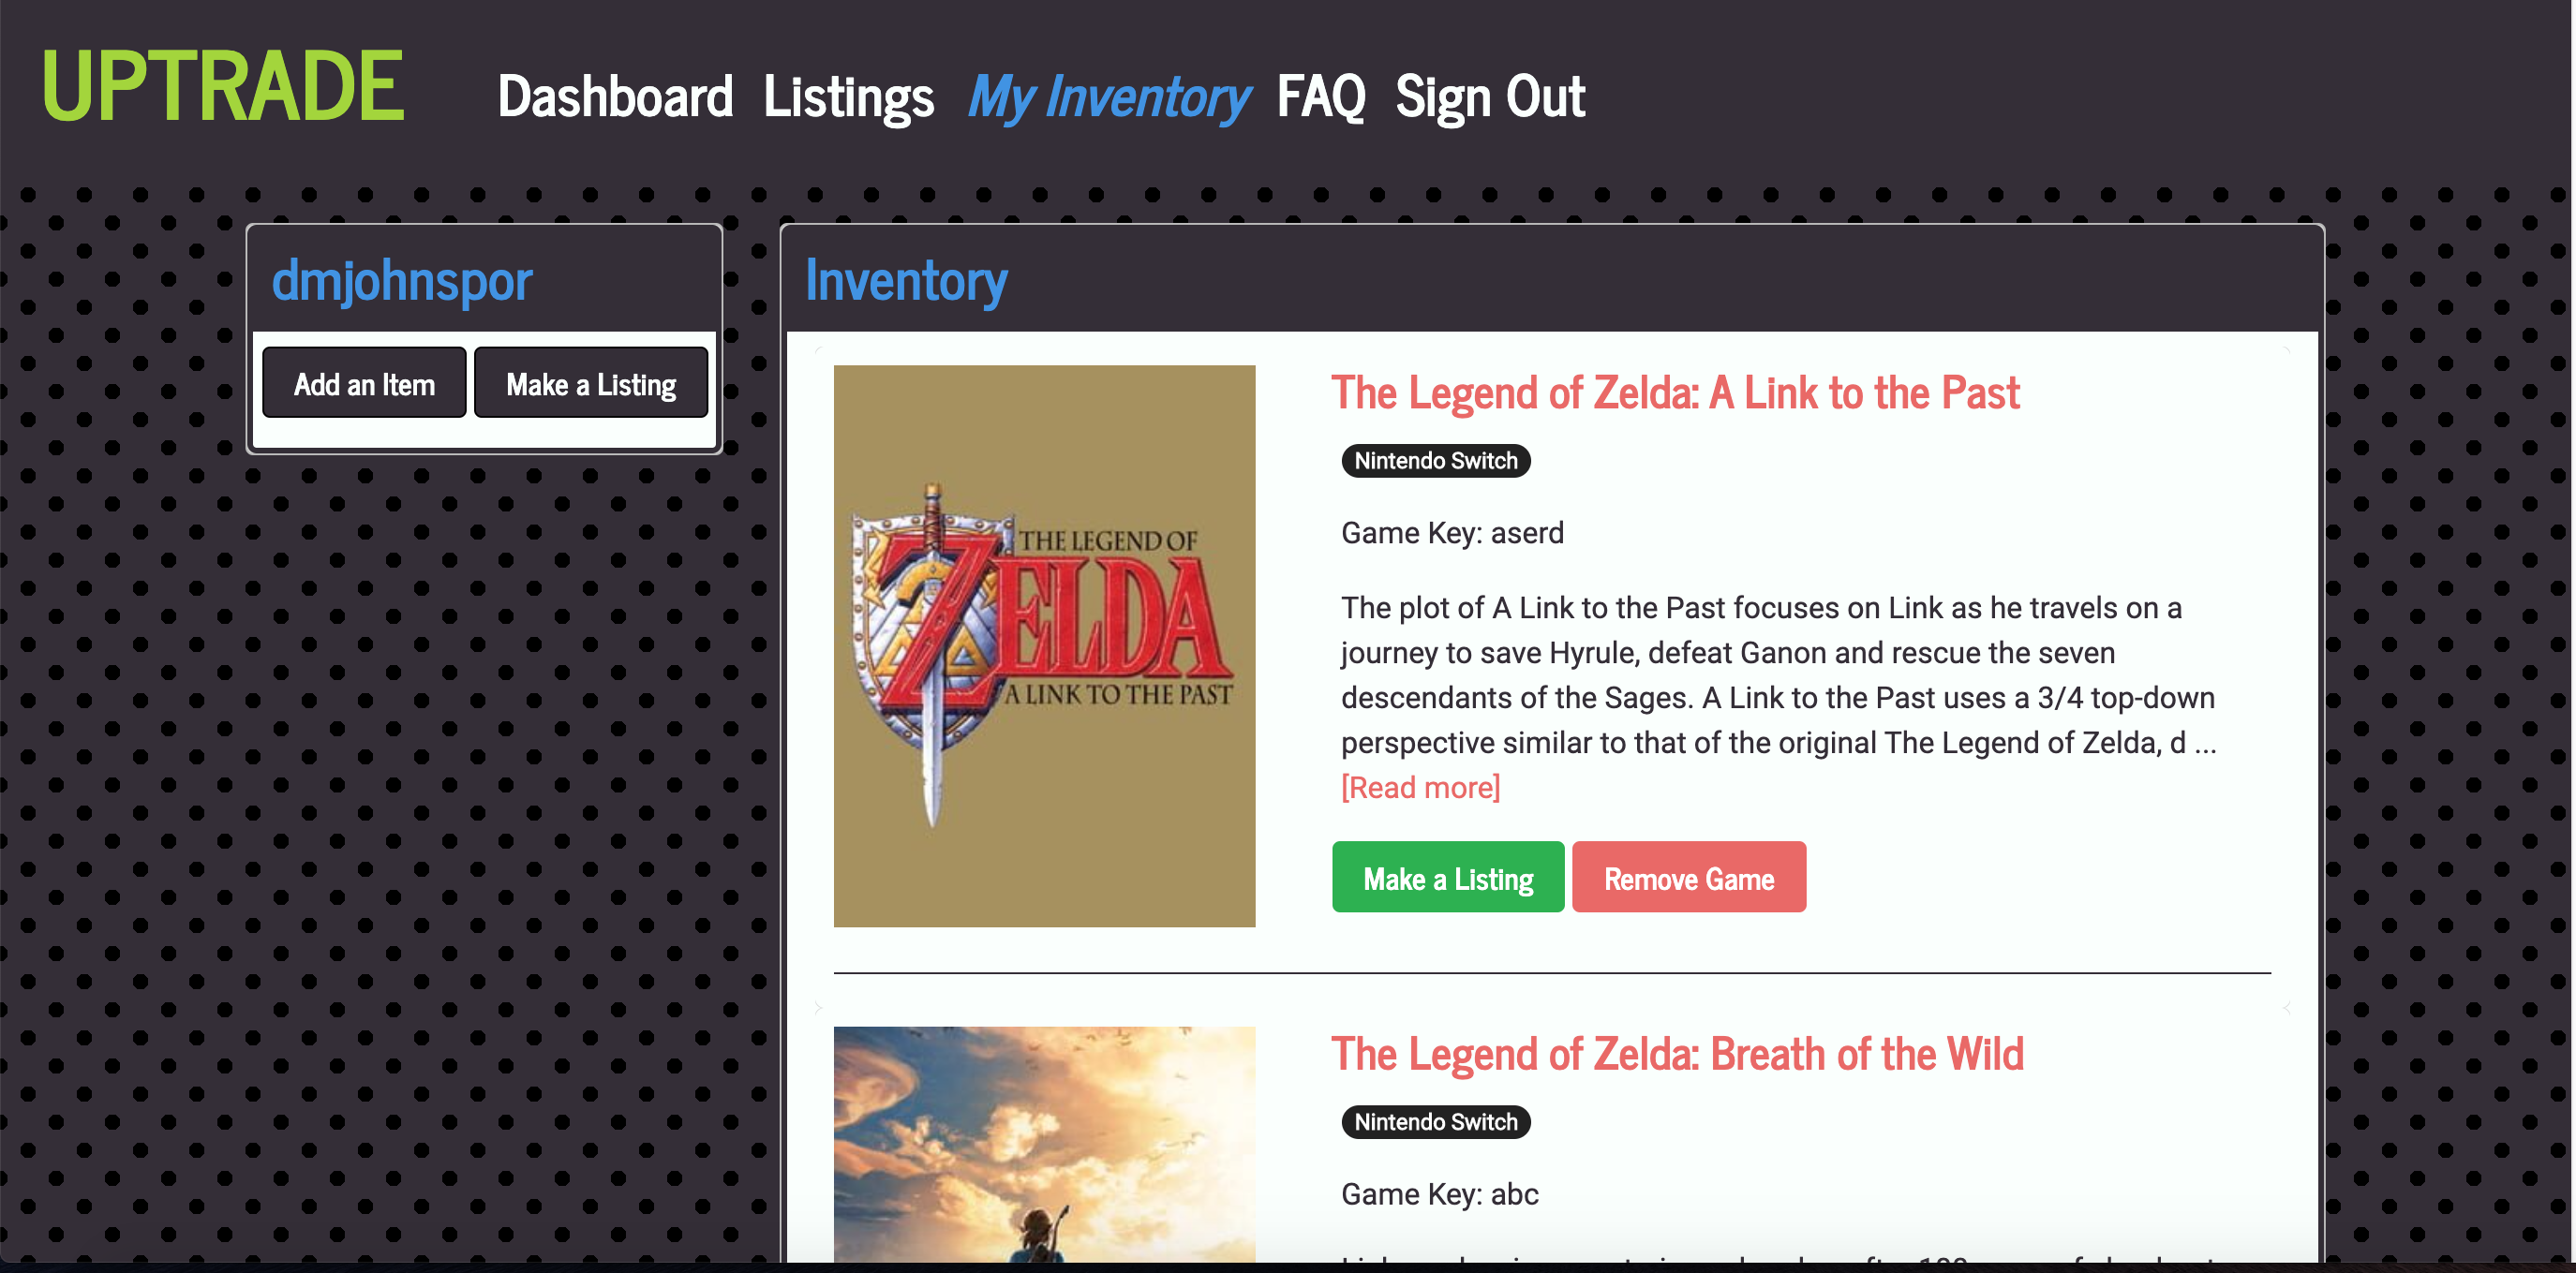 UPTRADE
Dashboard Listings My Inventory FAQ Sign Out
dmjohnspor
Add an Item Make a Listing
Inventory
THE LEGEND OF
ZELDA
A LINK TO THE PAST
The Legend of Zelda: A Link to the Past
Nintendo Switch
Game Key: aserd
The plot of A Link to the Past focuses on Link as he travels on a
journey to save Hyrule, defeat Ganon and rescue the seven
descendants of the Sages. A Link to the Past uses a 3/4 top-down
perspective similar to that of the original The Legend of Zelda, d ...
[Read more]
Make a Listing Remove Game
The Legend of Zelda: Breath of the Wild
Nintendo Switch
Game Key: abc